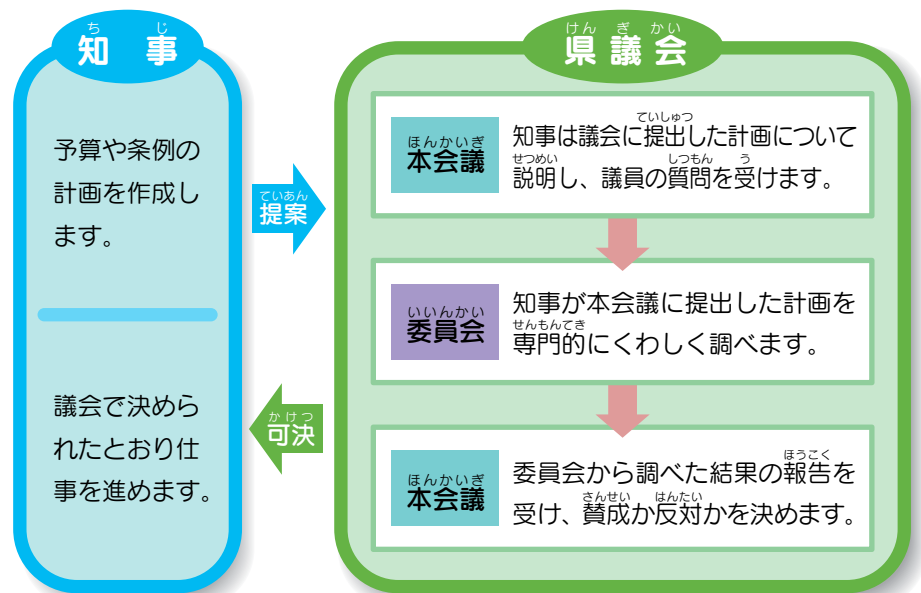 知事
ちじ
予算や条例の
計画を作成し
ます。
提案
ていあん
議会で決めら
れたとおり仕
事を進めます。
可決
かけつ
県議会
けんぎかい
本会議
ほんかいぎ
知事は議会に提出した計画について
ていしゅつ
説明し、議員の質問を受けます。
せつめい しつもん う
委員会
いいんかい
知事が本会議に提出した計画を
専門的にくわしく調べます。
せんもんてき
本会議
ほんかいぎ
委員会から調べた結果の報告を
ほうこく
受け、賛成か反対かを決めます。
さんせい はんたい